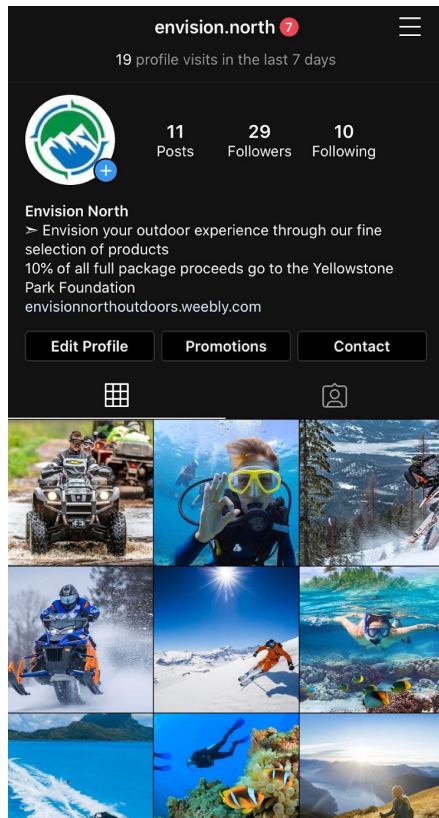 envision.north 7
19 profile visits in the last 7 days
11 29 10
Posts Followers Following
Envision North
➣ Envision your outdoor experience through our fine
selection of products
10% of all full package proceeds go to the Yellowstone
Park Foundation
envisionnorthoutdoors.weebly.com
Edit Profile Promotions Contact